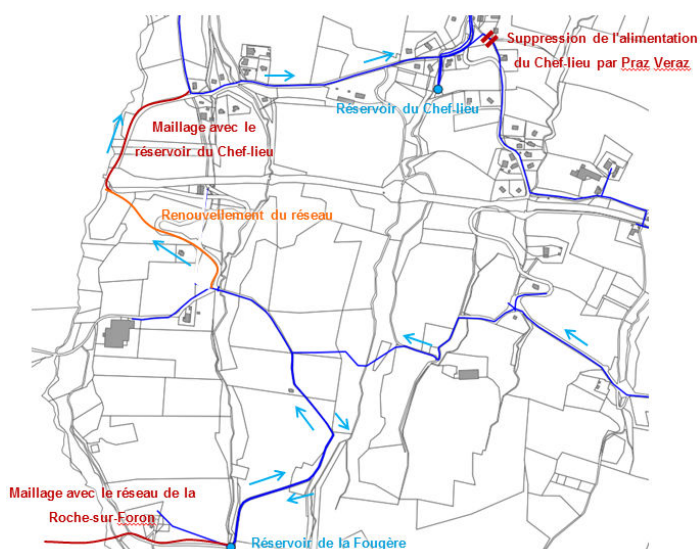 Suppression de l'alimentation
du Chef-lieu par Praz Veraz
Réservoir du Chef-lieu
Maillage avec le
réservoir du Chef-lieu
Renouvellement du réseau
Maillage avec le réseau de la
Roche-sur-Foron
Réservoir de la Fougère